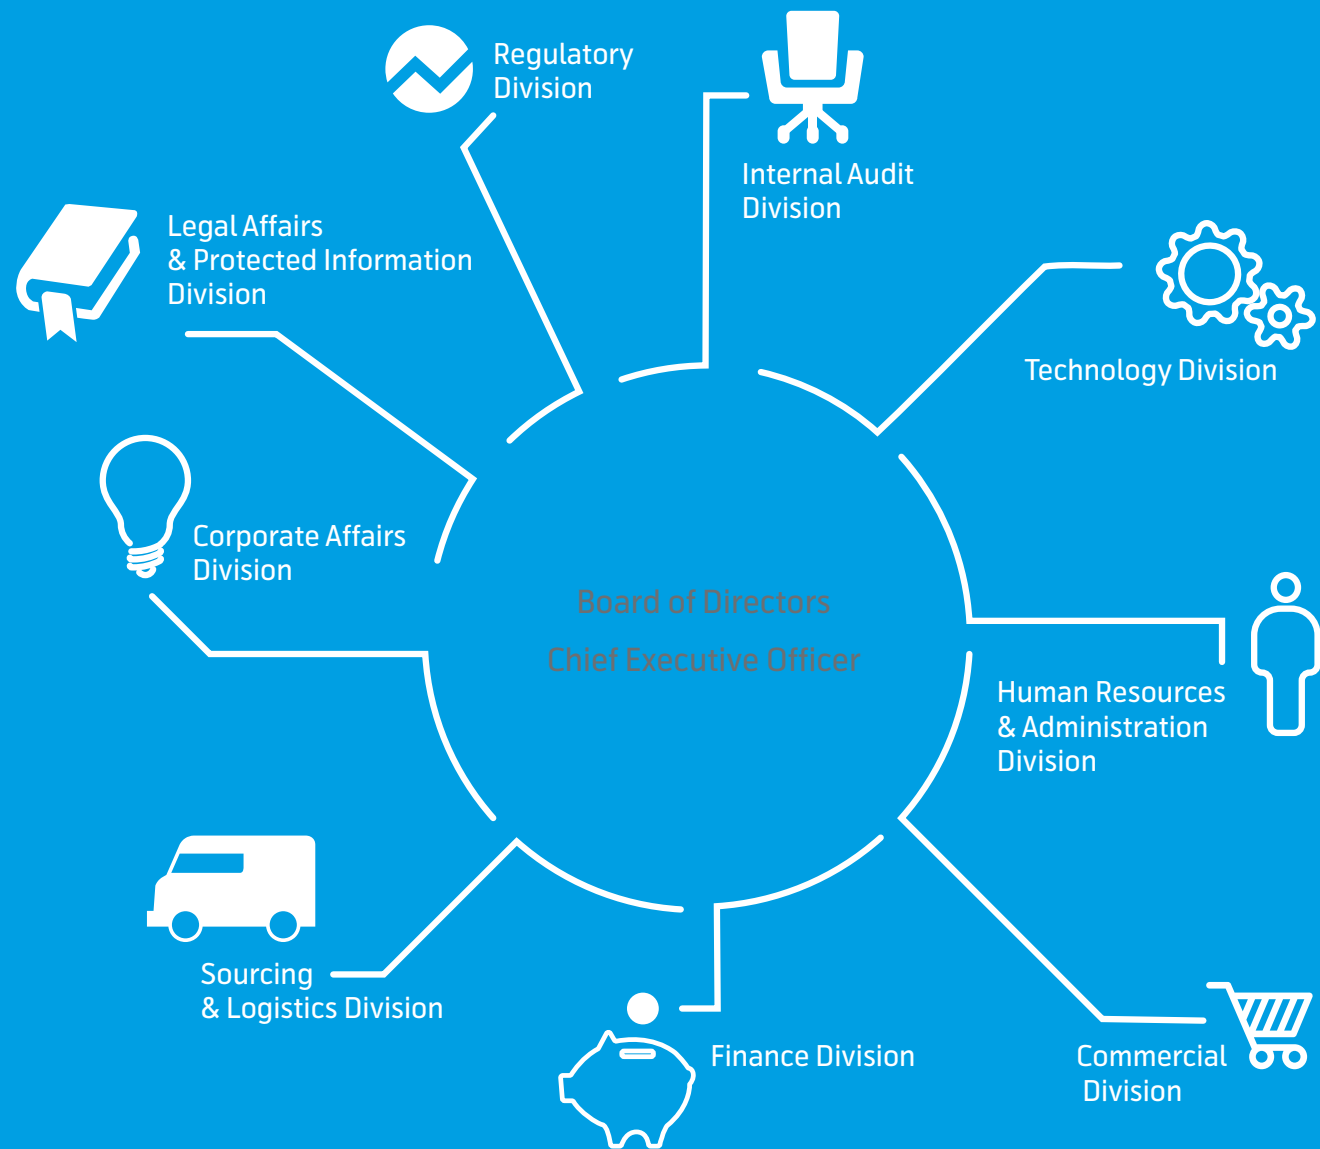 Regulatory
Division
Internal Audit
Division
Legal Affairs
& Protected Information
Division
Technology Division
Corporate Affairs
Division
Board of Directors
Chief Executive Officer
Human Resources
& Administration
Division
Sourcing
& Logistics Division
Finance Division
Commercial
Division